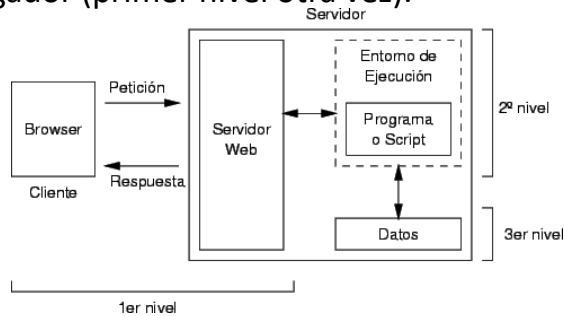 gador (primer nivel otra vez).
Servidor
Entorno de
Ejecución
Petición
Programa
o Script
2º nivel
Browser
Servidor
Web
Respuesta
Cliente
Datos
3er nivel
1er nivel